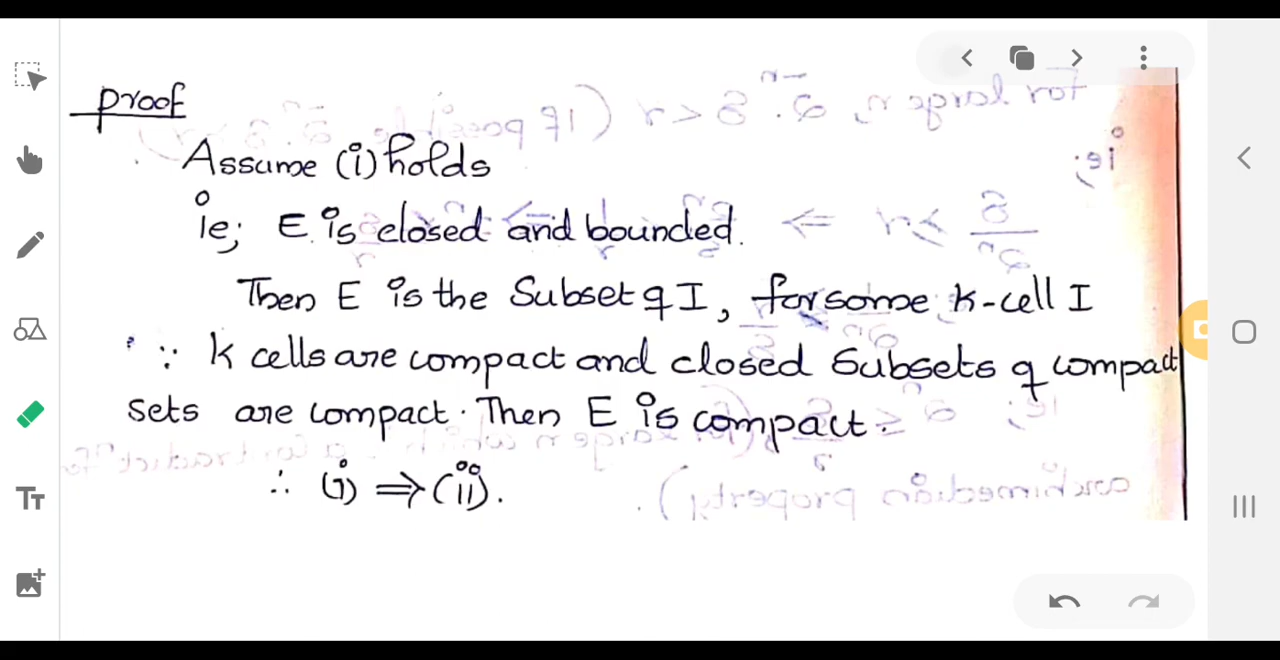 proof
Assume (i) holds
ie; E is closed and bounded.
Then E is the Subset of I, for some k-cell I
∵ K cells are compact and closed Subsets of compact
sets are compact. Then E is compact.
∴ (i) ⇒ (ii).